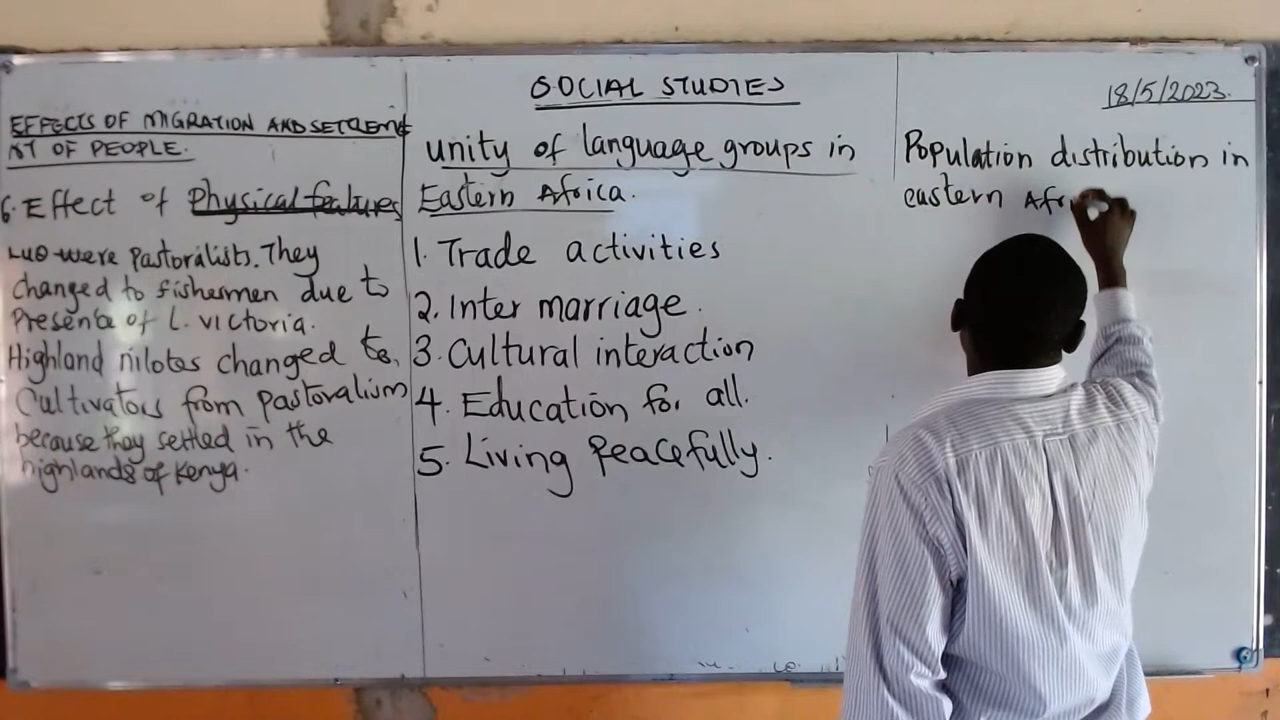 SOCIAL STUDIES
18/5/2023.
EFFECTS OF MIGRATION AND SETTLEME
NT OF PEOPLE.
6. Effect of Physical features
Luo were Pastoralists. They
changed to fishermen due to
Presence of L. victoria.
Highland nilotes changed to
Cultivators from pastoralism
because they settled in the
highlands of Kenya.
unity of language groups in
Eastern Africa.
1. Trade activities
2. Inter marriage.
3. Cultural interaction
4. Education for all.
5. Living Peacefully.
Population distribution in
eastern Afr